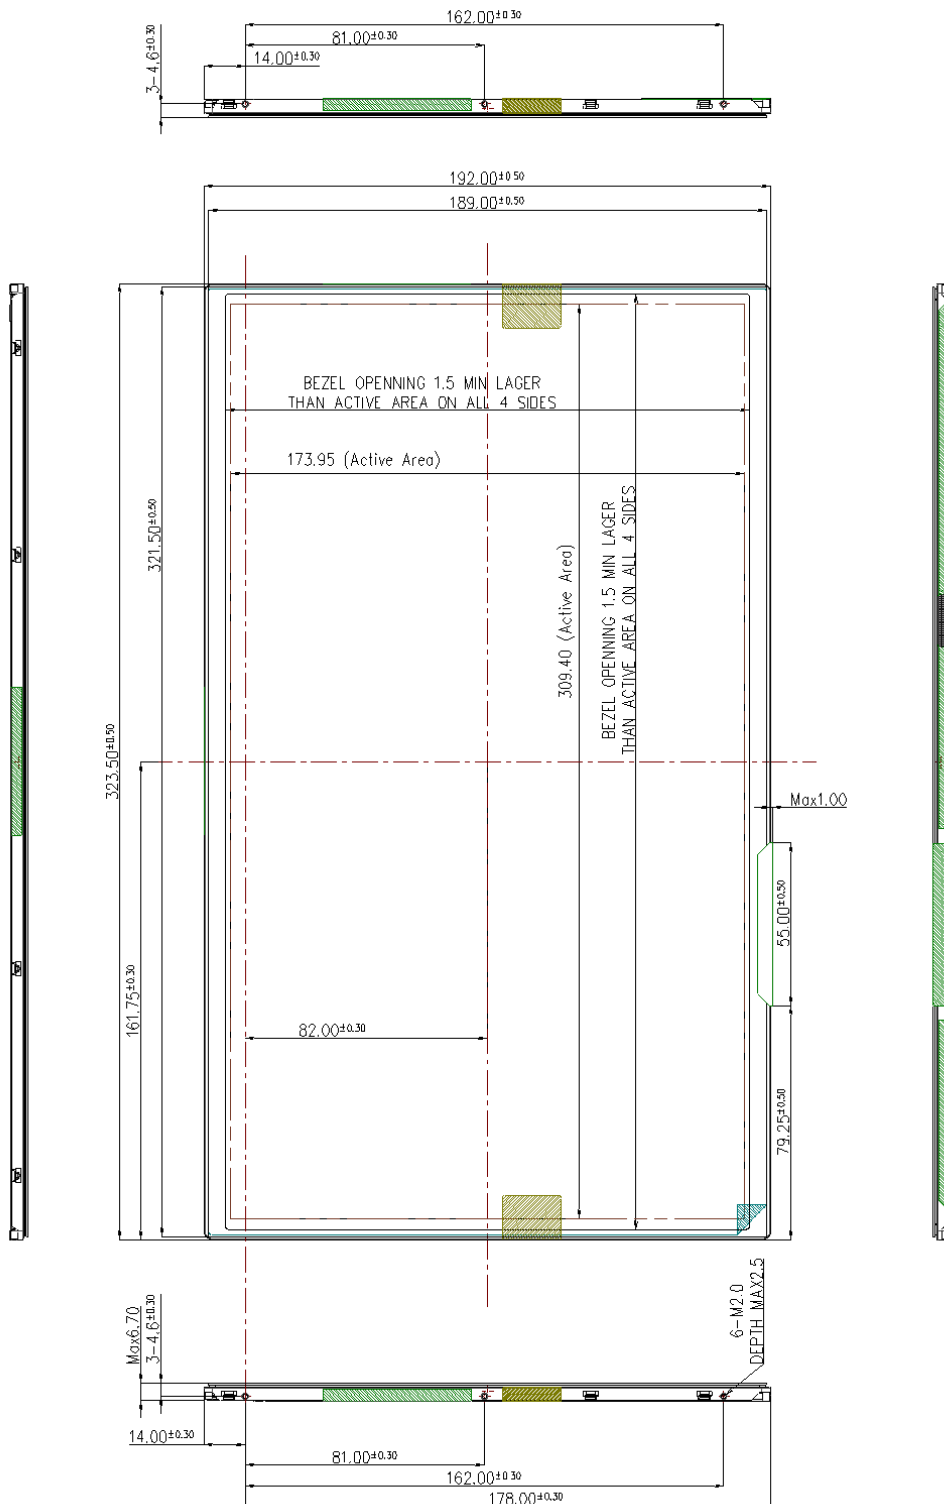 162.00±0.30
81.00±0.30
14.00±0.30
3-4.6±0.30
192.00±0.50
189.00±0.50
BEZEL OPENNING 1.5 MIN LAGER
THAN ACTIVE AREA ON ALL 4 SIDES
173.95 (Active Area)
321.50±0.50
323.50±0.50
309.40 (Active Area)
BEZEL OPENNING 1.5 MIN LAGER
THAN ACTIVE AREA ON ALL 4 SIDES
Max1.00
55.00±0.50
161.75±0.30
82.00±0.30
79.25±0.50
6-M2.0
DEPTH MAX2.5
Max6.70
3-4.6±0.30
14.00±0.30
81.00±0.30
162.00±0.30
178.00±0.30